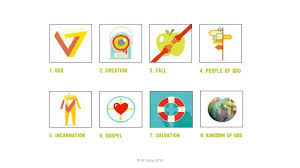 1. GOD
2. CREATION
3. FALL
4. PEOPLE OF GOD
5. INCARNATION
6. GOSPEL
7. SALVATION
8. KINGDOM OF GOD